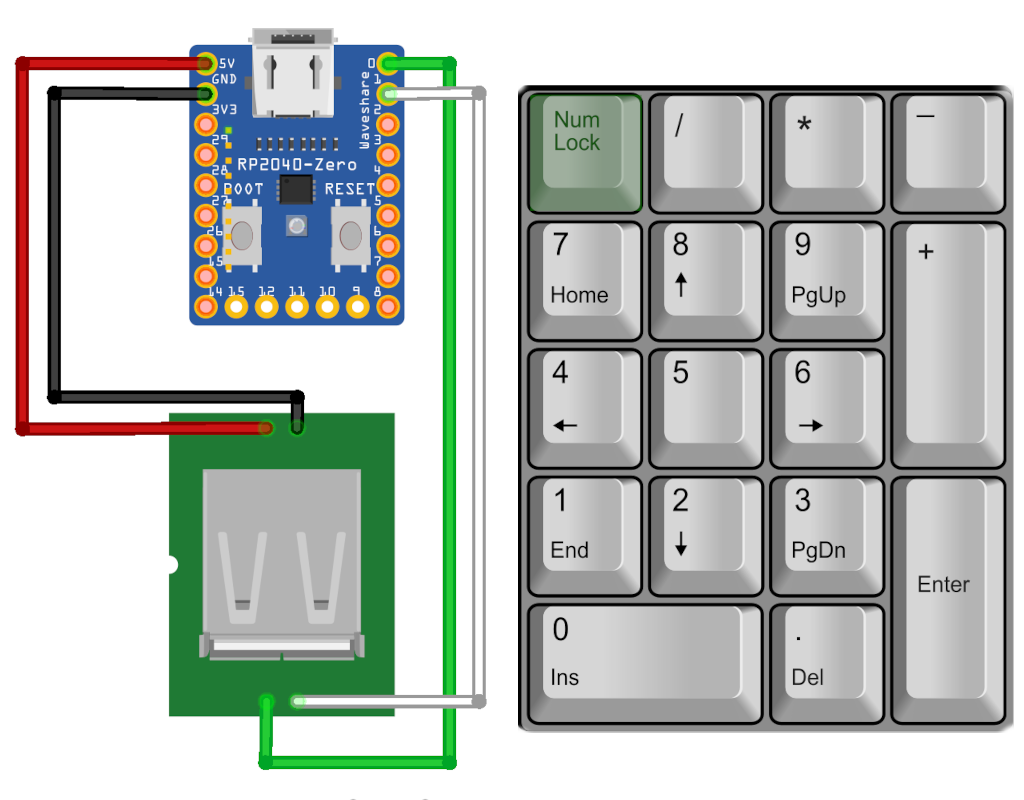 5V
GND
3V3
29
28
27
26
15
14 15 12 11 10 9 8
0
1
2
3
4
5
6
7
Waveshare
RP2040-Zero
BOOT RESET
Num
Lock
/
*
–
7
Home
8
↑
9
PgUp
+
4
←
5
6
→
1
End
2
↓
3
PgDn
Enter
0
Ins
.
Del